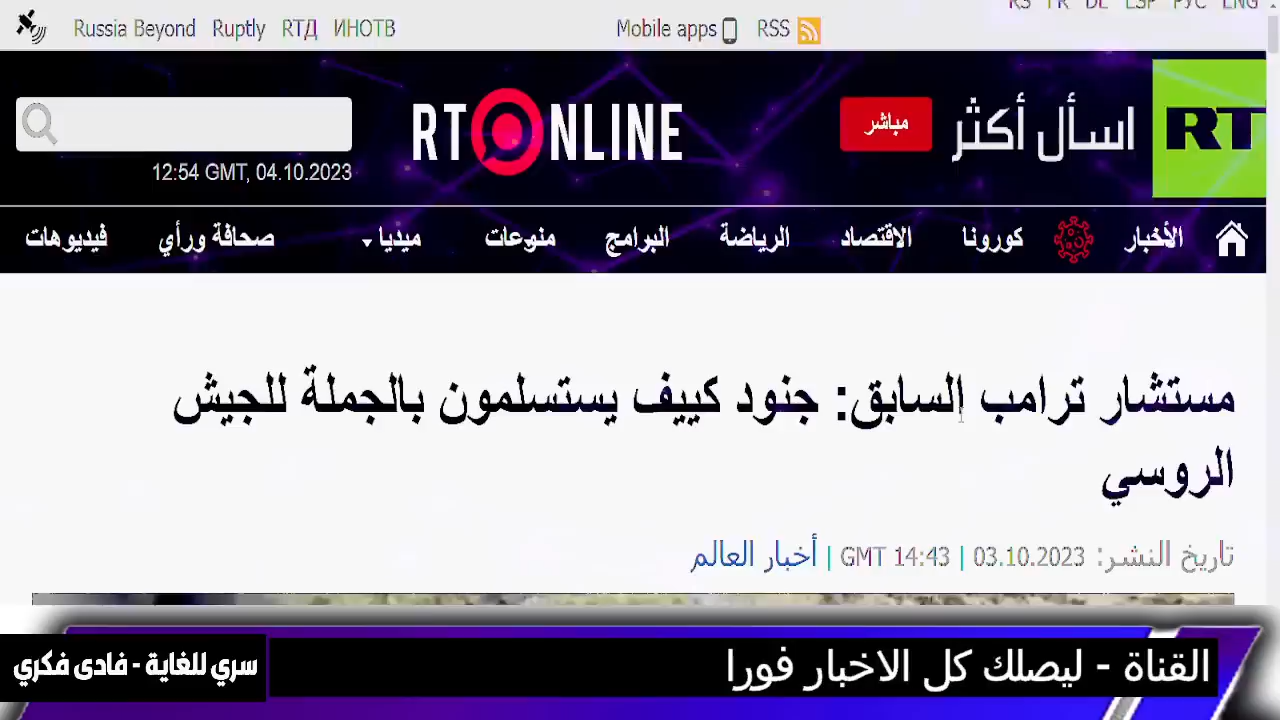 RS FR DE ESP РУС ENG
Russia Beyond Ruptly RTД ИНОТВ Mobile apps RSS
RT ONLINE مباشر اسأل أكثر RT
12:54 GMT, 04.10.2023
الأخبار كورونا الاقتصاد الرياضة البرامج منوعات ميديا صحافة ورأي فيديوهات
مستشار ترامب السابق: جنود كييف يستسلمون بالجملة للجيش
الروسي
تاريخ النشر: 03.10.2023 | 14:43 GMT | أخبار العالم
القناة - ليصلك كل الاخبار فورا
سري للغاية - فادى فكري